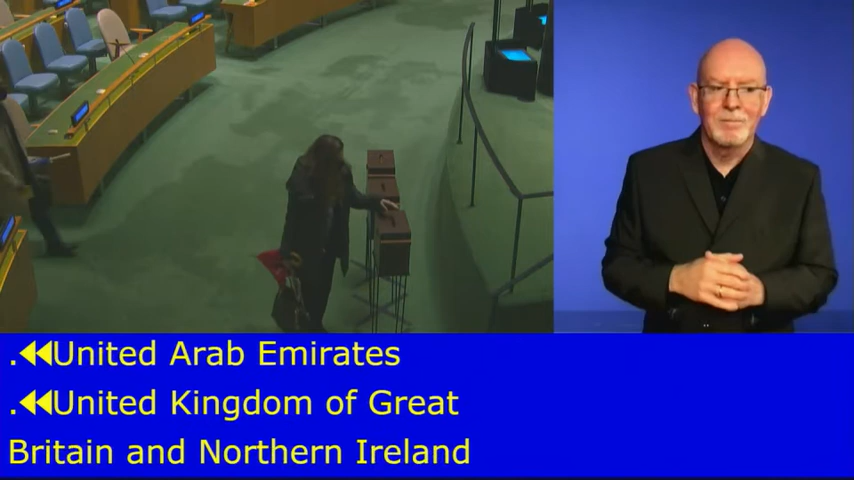 .⏪United Arab Emirates
.⏪United Kingdom of Great
Britain and Northern Ireland